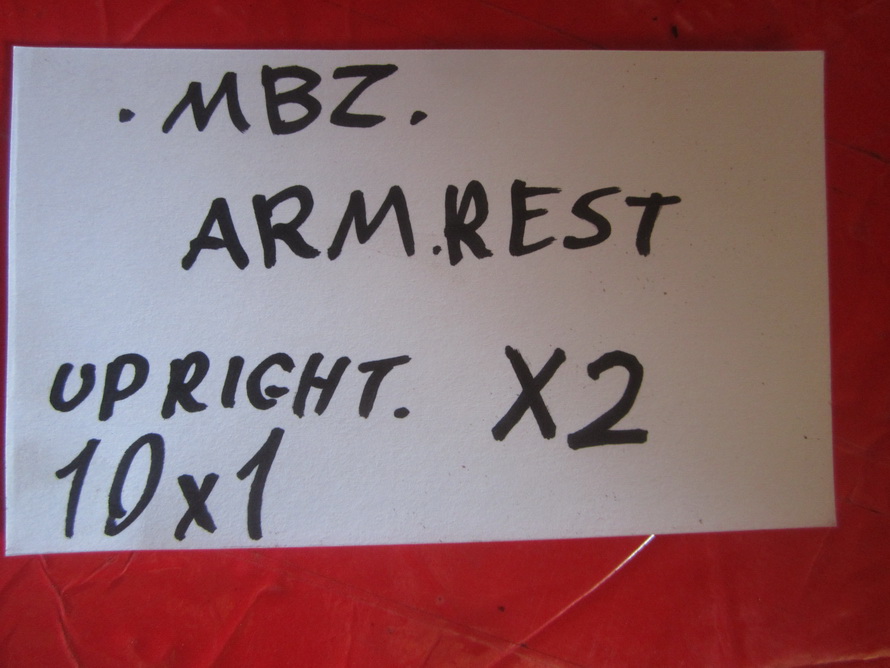 . MBZ.
ARM.REST
UPRIGHT. X2
10x1